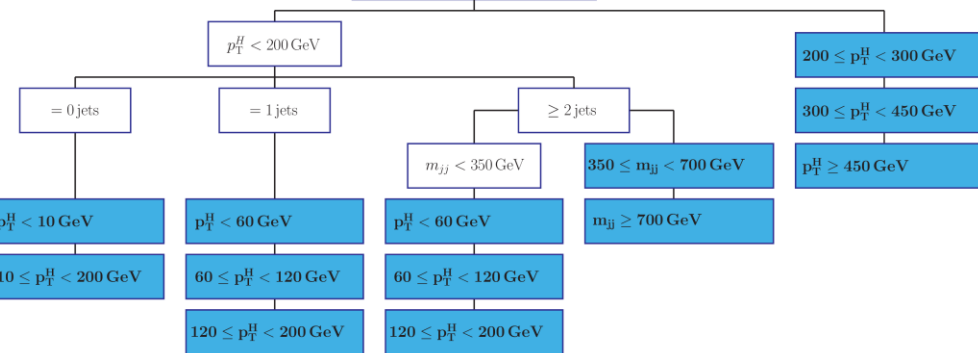 p_T^H < 200 GeV
200 ≤ p_T^H < 300 GeV
= 0 jets
= 1 jets
≥ 2 jets
300 ≤ p_T^H < 450 GeV
m_jj < 350 GeV
350 ≤ m_jj < 700 GeV
p_T^H ≥ 450 GeV
p_T^H < 10 GeV
p_T^H < 60 GeV
p_T^H < 60 GeV
m_jj ≥ 700 GeV
10 ≤ p_T^H < 200 GeV
60 ≤ p_T^H < 120 GeV
60 ≤ p_T^H < 120 GeV
120 ≤ p_T^H < 200 GeV
120 ≤ p_T^H < 200 GeV